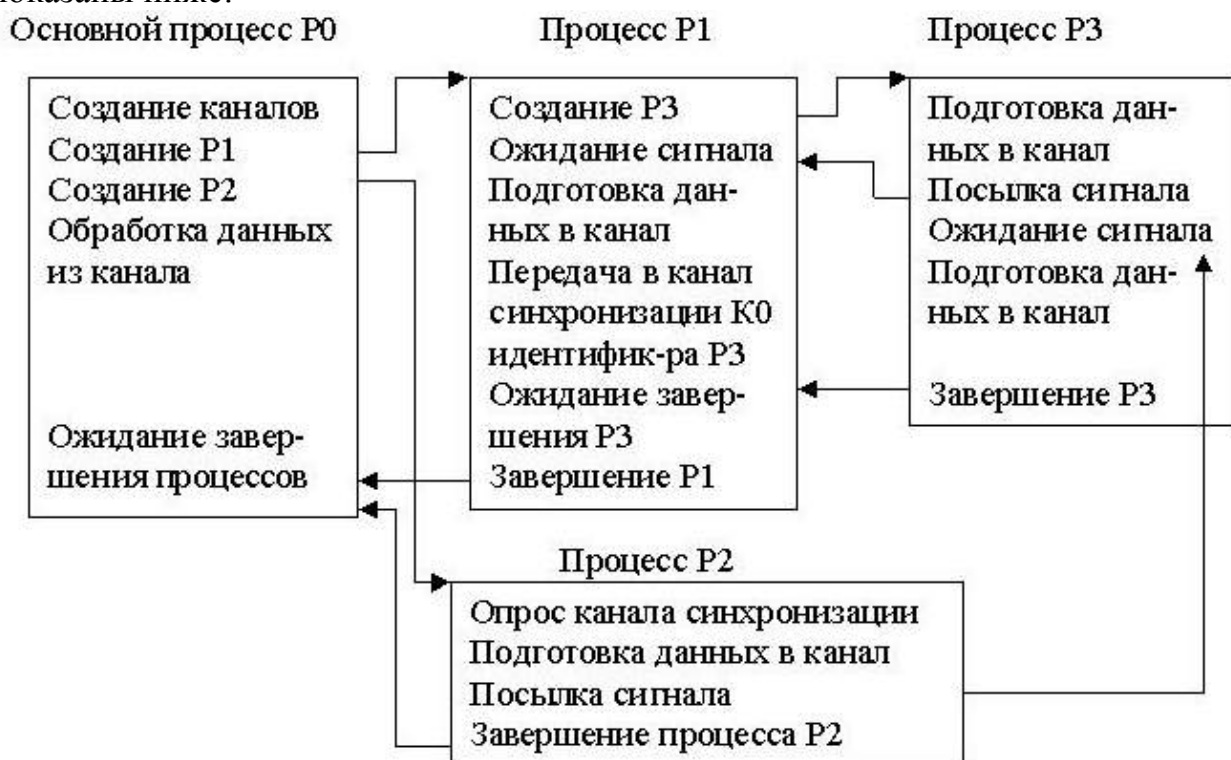 показаны ниже.
Основной процесс P0
Процесс P1
Процесс P3
Создание каналов
Создание P1
Создание P2
Обработка данных
из канала
Ожидание завер-
шения процессов
Создание P3
Ожидание сигнала
Подготовка дан-
ных в канал
Передача в канал
синхронизации K0
идентифик-ра P3
Ожидание завер-
шения P3
Завершение P1
Подготовка дан-
ных в канал
Посылка сигнала
Ожидание сигнала
Подготовка дан-
ных в канал
Завершение P3
Процесс P2
Опрос канала синхронизации
Подготовка данных в канал
Посылка сигнала
Завершение процесса P2